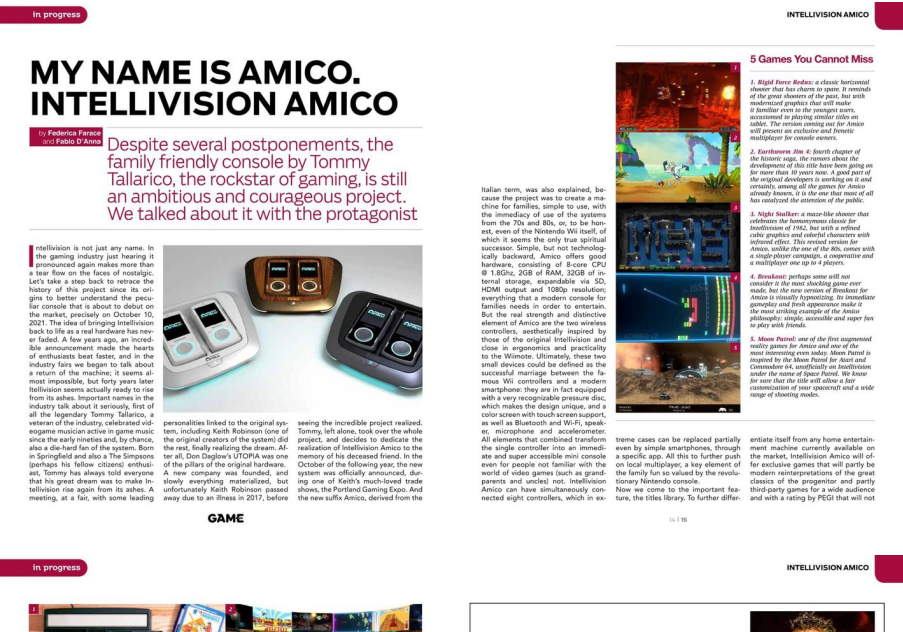 in progress
INTELLIVISION AMICO
MY NAME IS AMICO.
INTELLIVISION AMICO
by Federica Farace
and Fabio D'Anna
Despite several postponements, the
family friendly console by Tommy
Tallarico, the rockstar of gaming, is still
an ambitious and courageous project.
We talked about it with the protagonist
Intellivision is not just any name. In
the gaming industry just hearing it
pronounced again makes more than
a tear flow on the faces of nostalgic.
Let's take a step back to retrace the
history of this project since its ori-
gins to better understand the pecu-
liar console that is about to debut on
the market, precisely on October 10,
2021. The idea of bringing Intellivision
back to life as a real hardware has nev-
er faded. A few years ago, an incred-
ible announcement made the hearts
of enthusiasts beat faster, and in the
industry fairs we began to talk about
a return of the machine; it seems al-
most impossible, but forty years later
Itellivision seems actually ready to rise
from its ashes. Important names in the
industry talk about it seriously, first of
all the legendary Tommy Tallarico, a
veteran of the industry, celebrated vid-
eogame musician active in game music
since the early nineties and, by chance,
also a die-hard fan of the system. Born
in Springfield and also a The Simpsons
(perhaps his fellow citizens) enthusi-
ast, Tommy has always told everyone
that his great dream was to make In-
tellivision rise again from its ashes. A
meeting, at a fair, with some leading
personalities linked to the original sys-
tem, including Keith Robinson (one of
the original creators of the system) did
the rest, finally realizing the dream. Af-
ter all, Don Daglow's UTOPIA was one
of the pillars of the original hardware.
A new company was founded, and
slowly everything materialized, but
unfortunately Keith Robinson passed
away due to an illness in 2017, before
seeing the incredible project realized.
Tommy, left alone, took over the whole
project, and decides to dedicate the
realization of Intellivision Amico to the
memory of his deceased friend. In the
October of the following year, the new
system was officially announced, dur-
ing one of Keith's much-loved trade
shows, the Portland Gaming Expo. And
the new suffix Amico, derived from the
GAME
Italian term, was also explained, be-
cause the project was to create a ma-
chine for families, simple to use, with
the immediacy of use of the systems
from the 70s and 80s, or, to be hon-
est, even of the Nintendo Wii itself, of
which it seems the only true spiritual
successor. Simple, but not technolog-
ically backward, Amico offers good
hardware, consisting of 8-core CPU
@ 1.8Ghz, 2GB of RAM, 32GB of in-
ternal storage, expandable via SD,
HDMI output and 1080p resolution;
everything that a modern console for
families needs in order to entertain.
But the real strength and distinctive
element of Amico are the two wireless
controllers, aesthetically inspired by
those of the original Intellivision and
close in ergonomics and practicality
to the Wiimote. Ultimately, these two
small devices could be defined as the
successful marriage between the fa-
mous Wii controllers and a modern
smartphone: they are in fact equipped
with a very recognizable pressure disc,
which makes the design unique, and a
color screen with touch screen support,
as well as Bluetooth and Wi-Fi, speak-
er, microphone and accelerometer.
All elements that combined transform
the single controller into an immedi-
ate and super accessible mini console
even for people not familiar with the
world of video games (such as grand-
parents and uncles) not. Intellivision
Amico can have simultaneously con-
nected eight controllers, which in ex-
1
2
3
4
5
treme cases can be replaced partially
even by simple smartphones, through
a specific app. All this to further push
on local multiplayer, a key element of
the family fun so valued by the revolu-
tionary Nintendo console.
Now we come to the important fea-
ture, the titles library. To further differ-
5 Games You Cannot Miss
1. Rigid Force Redux: a classic horizontal
shooter that has charm to spare. It reminds
of the great shooters of the past, but with
modernized graphics that will make
it familiar even to the youngest users,
accustomed to playing similar titles on
tablet. The version coming out for Amico
will present an exclusive and frenetic
multiplayer for console owners.
2. Earthworm Jim 4: fourth chapter of
the historic saga, the rumors about the
development of this title have been going on
for more than 10 years now. A good part of
the original developers is working on it and
certainly, among all the games for Amico
already known, it is the one that most of all
has catalyzed the attention of the public.
3. Night Stalker: a maze-like shooter that
celebrates the homonymous classic for
Intellivision of 1982, but with a refined
cubic graphics and colorful characters with
infrared effect. This revised version for
Amico, unlike the one of the 80s, comes with
a single-player campaign, a cooperative and
a multiplayer one up to 4 players.
4. Breakout: perhaps some will not
consider it the most shocking game ever
made, but the new version of Breakout for
Amico is visually hypnotizing. Its immediate
gameplay and fresh appearance make it
the most striking example of the Amico
philosophy: simple, accessible and super fun
to play with friends.
5. Moon Patrol: one of the first augmented
reality games for Amico and one of the
most interesting even today. Moon Patrol is
inspired by the Moon Patrol for Atari and
Commodore 64, unofficially on Intellivision
under the name of Space Patrol. We know
for sure that the title will allow a fair
customization of your spacecraft and a wide
range of shooting modes.
entiate itself from any home entertain-
ment machine currently available on
the market, Intellivision Amico will of-
fer exclusive games that will partly be
modern reinterpretations of the great
classics of the progenitor and partly
third-party games for a wide audience
and with a rating by PEGI that will not
14 | 15
in progress
INTELLIVISION AMICO
1
2